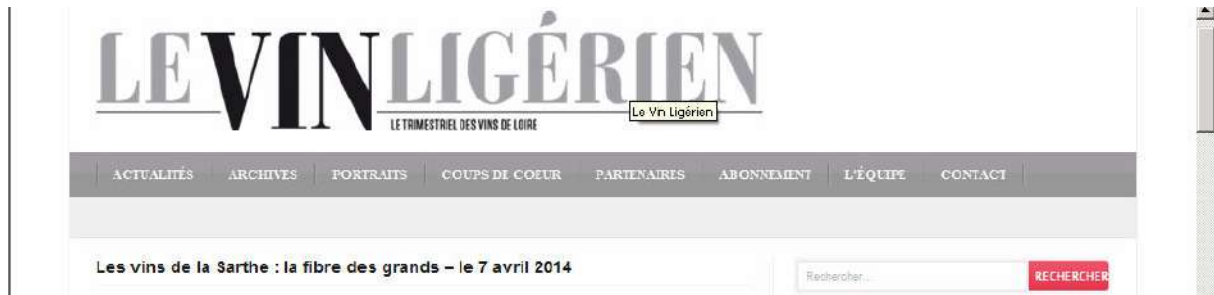 LE VIN LIGÉRIEN
LE TRIMESTRIEL DES VINS DE LOIRE
Le Vin Ligérien
ACTUALITÉS ARCHIVES PORTRAITS COUPS DE COEUR PARTENAIRES ABONNEMENT L'ÉQUIPE CONTACT
Les vins de la Sarthe : la fibre des grands – le 7 avril 2014
Rechercher... RECHERCHER